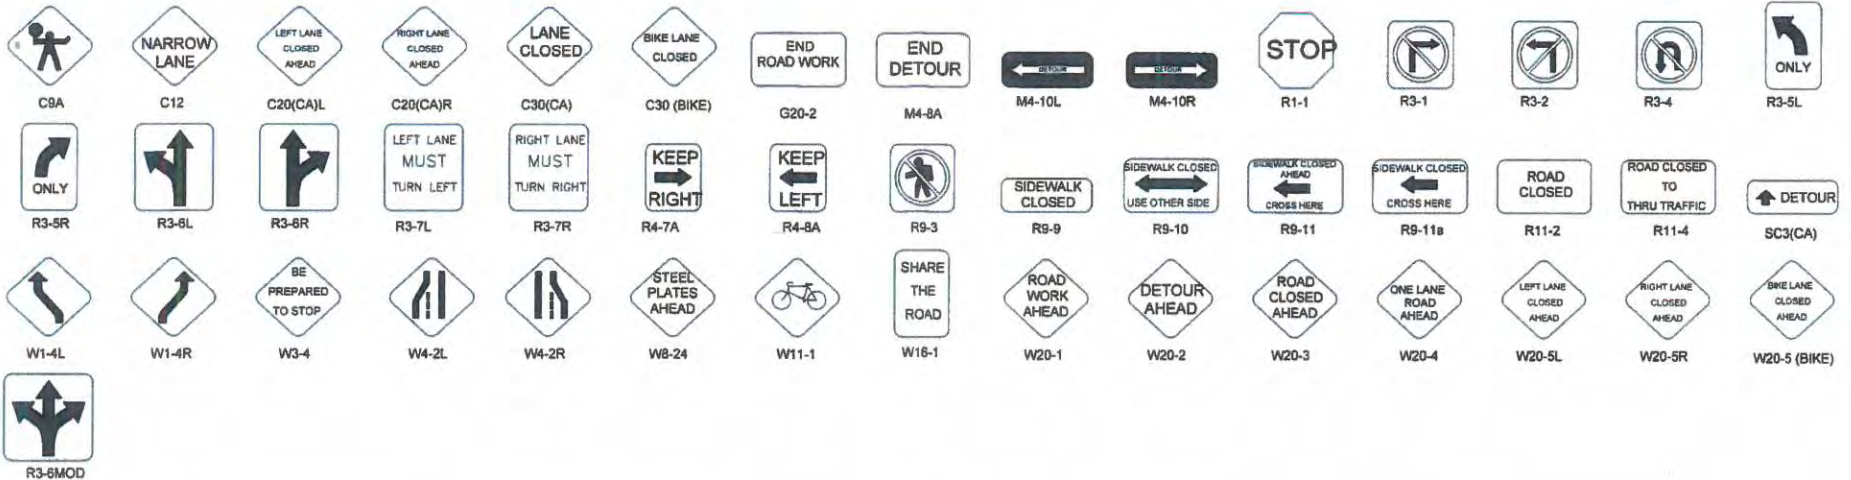 C9A
NARROW
LANE
C12
LEFT LANE
CLOSED
AHEAD
C20(CA)L
RIGHT LANE
CLOSED
AHEAD
C20(CA)R
LANE
CLOSED
C30(CA)
BIKE LANE
CLOSED
C30 (BIKE)
END
ROAD WORK
G20-2
END
DETOUR
M4-8A
DETOUR
M4-10L
DETOUR
M4-10R
STOP
R1-1
R3-1
R3-2
R3-4
ONLY
R3-5L
ONLY
R3-5R
R3-6L
R3-6R
LEFT LANE
MUST
TURN LEFT
R3-7L
RIGHT LANE
MUST
TURN RIGHT
R3-7R
KEEP
RIGHT
R4-7A
KEEP
LEFT
R4-8A
R9-3
SIDEWALK
CLOSED
R9-9
SIDEWALK CLOSED
USE OTHER SIDE
R9-10
SIDEWALK CLOSED
AHEAD
CROSS HERE
R9-11
SIDEWALK CLOSED
CROSS HERE
R9-11a
ROAD
CLOSED
R11-2
ROAD CLOSED
TO
THRU TRAFFIC
R11-4
DETOUR
SC3(CA)
W1-4L
W1-4R
BE
PREPARED
TO STOP
W3-4
W4-2L
W4-2R
STEEL
PLATES
AHEAD
W8-24
W11-1
SHARE
THE
ROAD
W16-1
ROAD
WORK
AHEAD
W20-1
DETOUR
AHEAD
W20-2
ROAD
CLOSED
AHEAD
W20-3
ONE LANE
ROAD
AHEAD
W20-4
LEFT LANE
CLOSED
AHEAD
W20-5L
RIGHT LANE
CLOSED
AHEAD
W20-5R
BIKE LANE
CLOSED
AHEAD
W20-5 (BIKE)
R3-6MOD